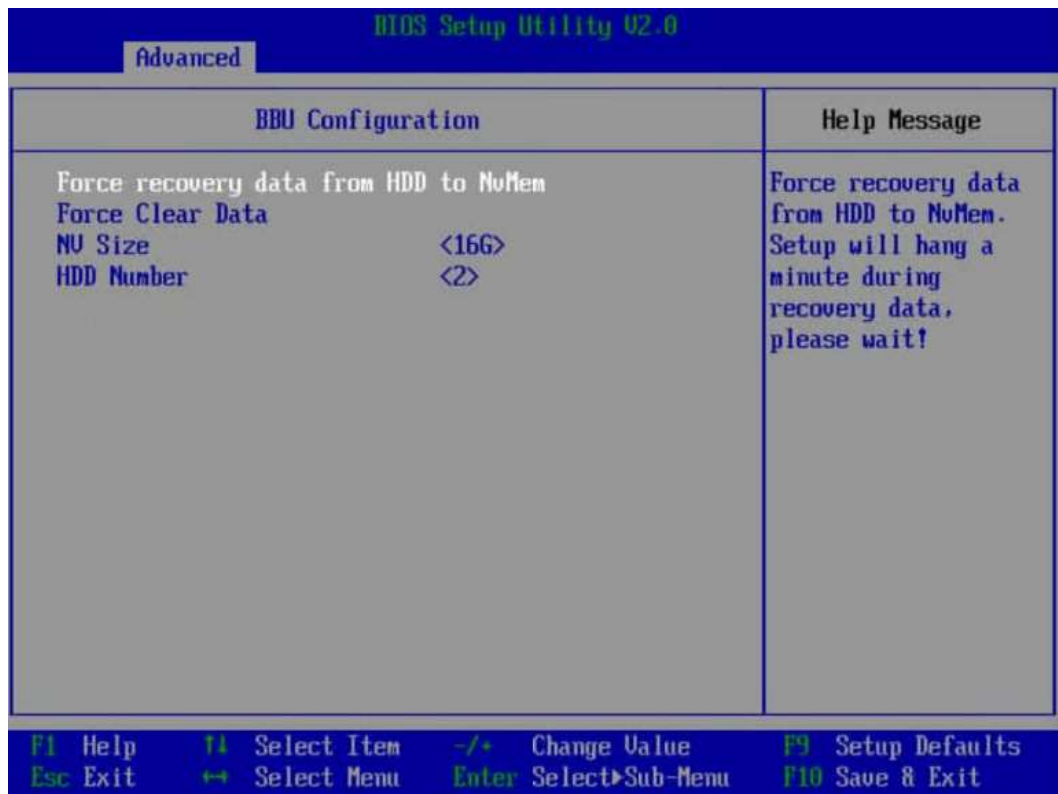 BIOS Setup Utility V2.0
Advanced
BBU Configuration
Force recovery data from HDD to NvMem
Force Clear Data
NV Size <16G>
HDD Number <2>
Help Message
Force recovery data
from HDD to NvMem.
Setup will hang a
minute during
recovery data,
please wait!
F1 Help ↑↓ Select Item -/+ Change Value F9 Setup Defaults
Esc Exit ←→ Select Menu Enter Select▶Sub-Menu F10 Save & Exit